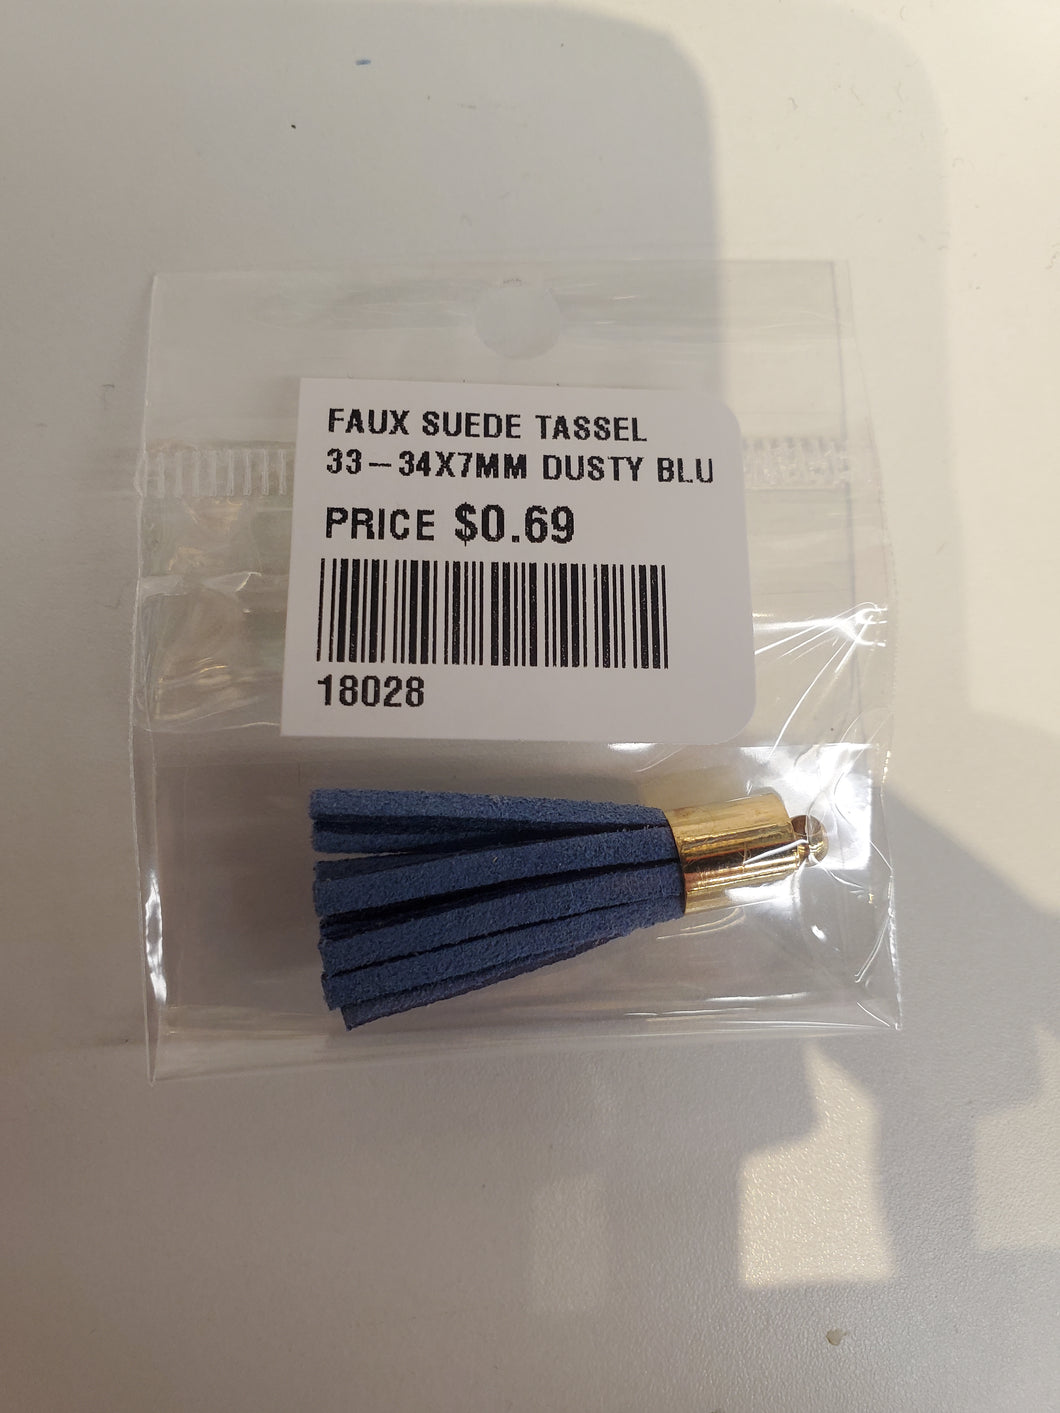 FAUX SUEDE TASSEL
33-34X7MM DUSTY BLU
PRICE $0.69
18028